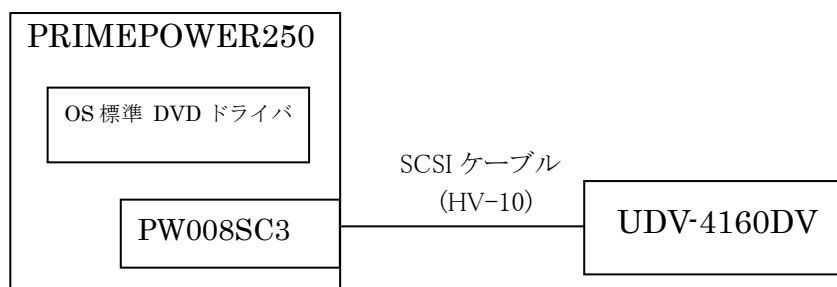 PRIMEPOWER250
OS 標準 DVD ドライバ
SCSI ケーブル
(HV-10)
PW008SC3
UDV-4160DV